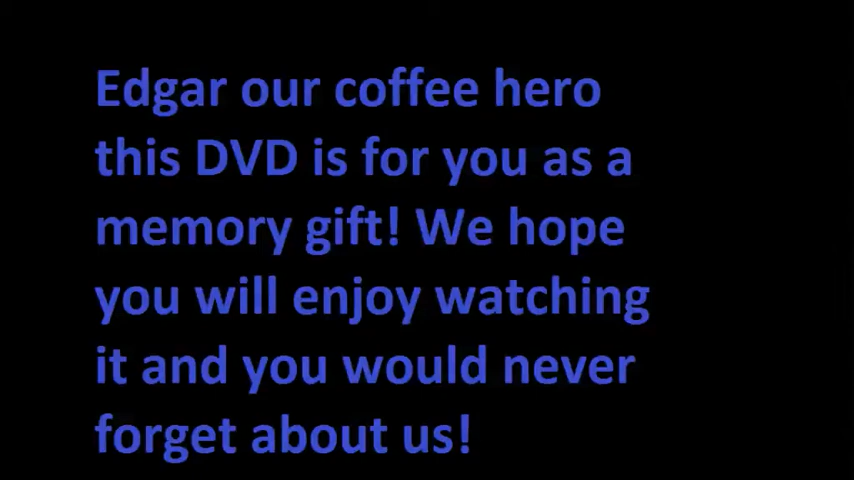 Edgar our coffee hero
this DVD is for you as a
memory gift! We hope
you will enjoy watching
it and you would never
forget about us!